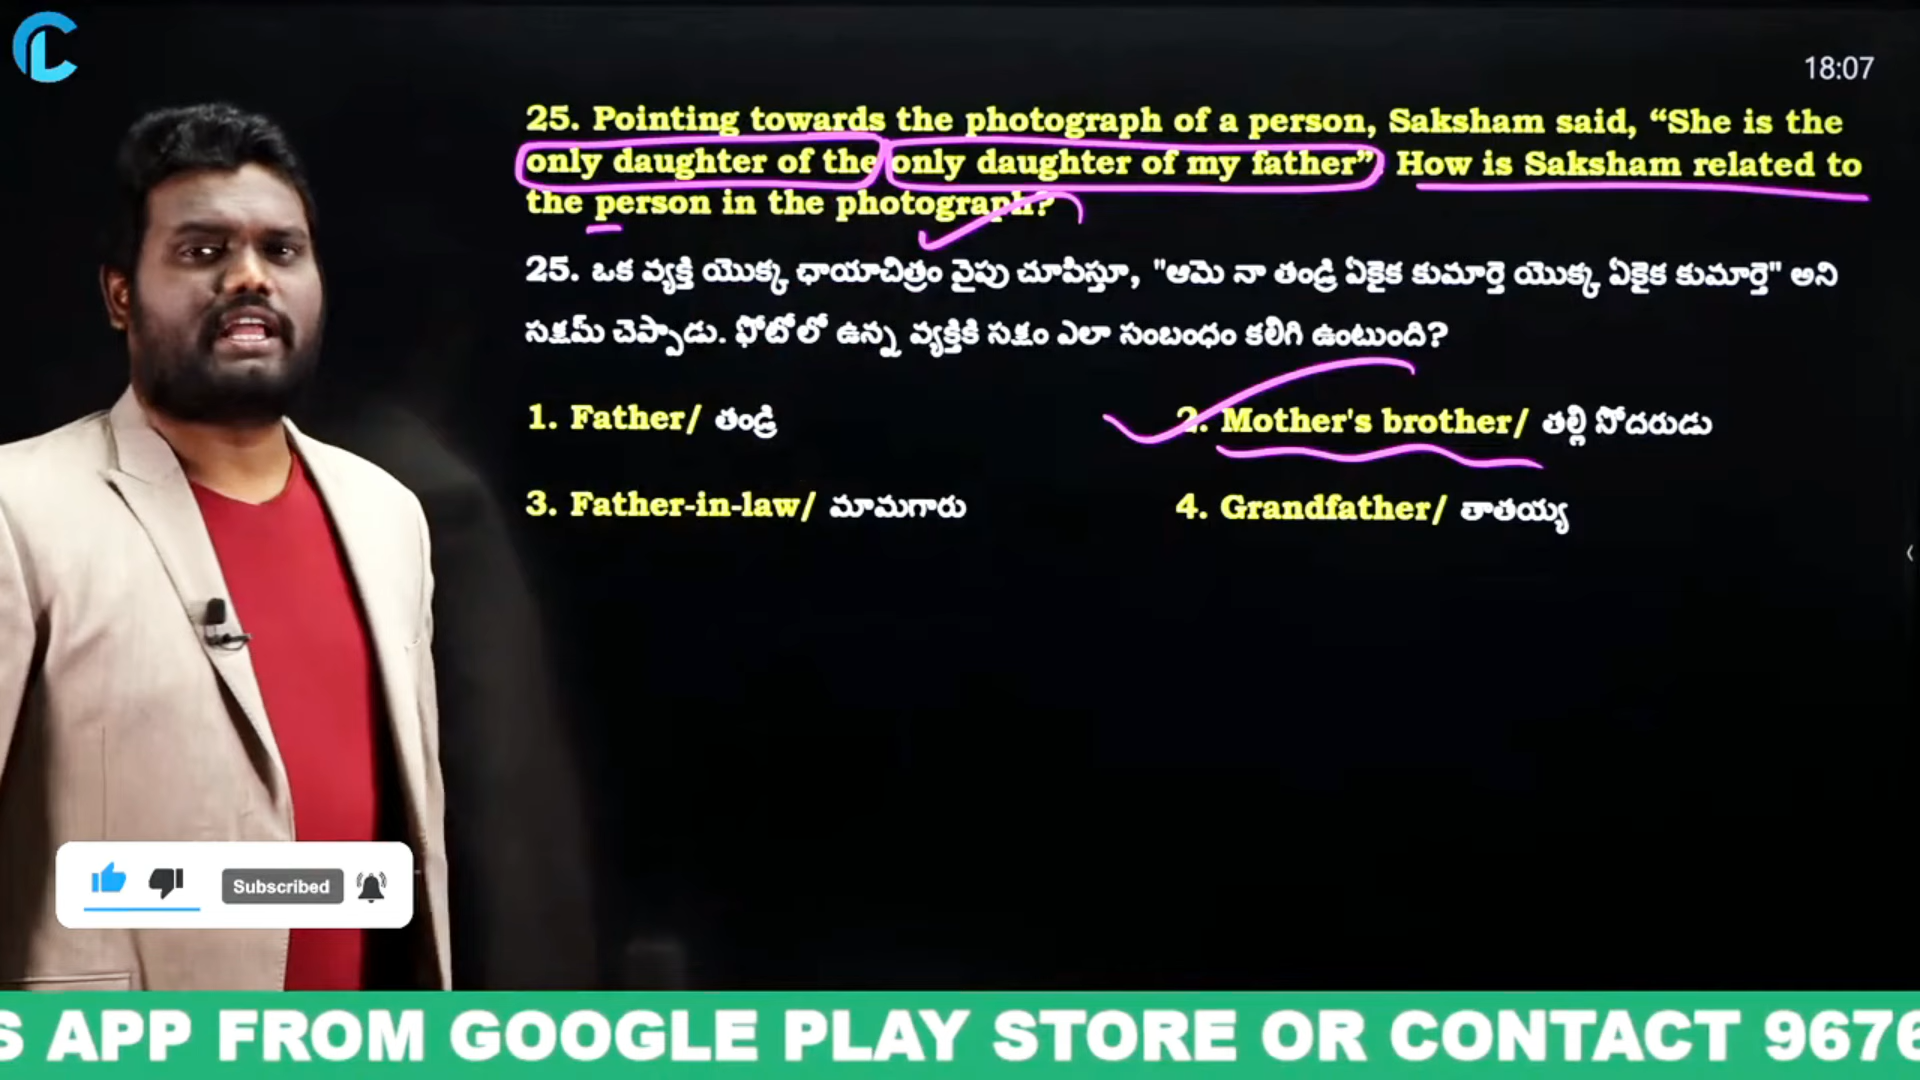 18:07
25. Pointing towards the photograph of a person, Saksham said, “She is the
only daughter of the only daughter of my father” How is Saksham related to
the person in the photograph?
25. ఒక వ్యక్తి యొక్క ఛాయాచిత్రం వైపు చూపిస్తూ, "ఆమె నా తండ్రి ఏకైక కుమార్తె యొక్క ఏకైక కుమార్తె" అని
సక్షమ్ చెప్పాడు. ఫోటోలో ఉన్న వ్యక్తికి సక్షం ఎలా సంబంధం కలిగి ఉంటుంది?
1. Father/ తండ్రి
2. Mother's brother/ తల్లి సోదరుడు
3. Father-in-law/ మామగారు
4. Grandfather/ తాతయ్య
Subscribed
S APP FROM GOOGLE PLAY STORE OR CONTACT 9676